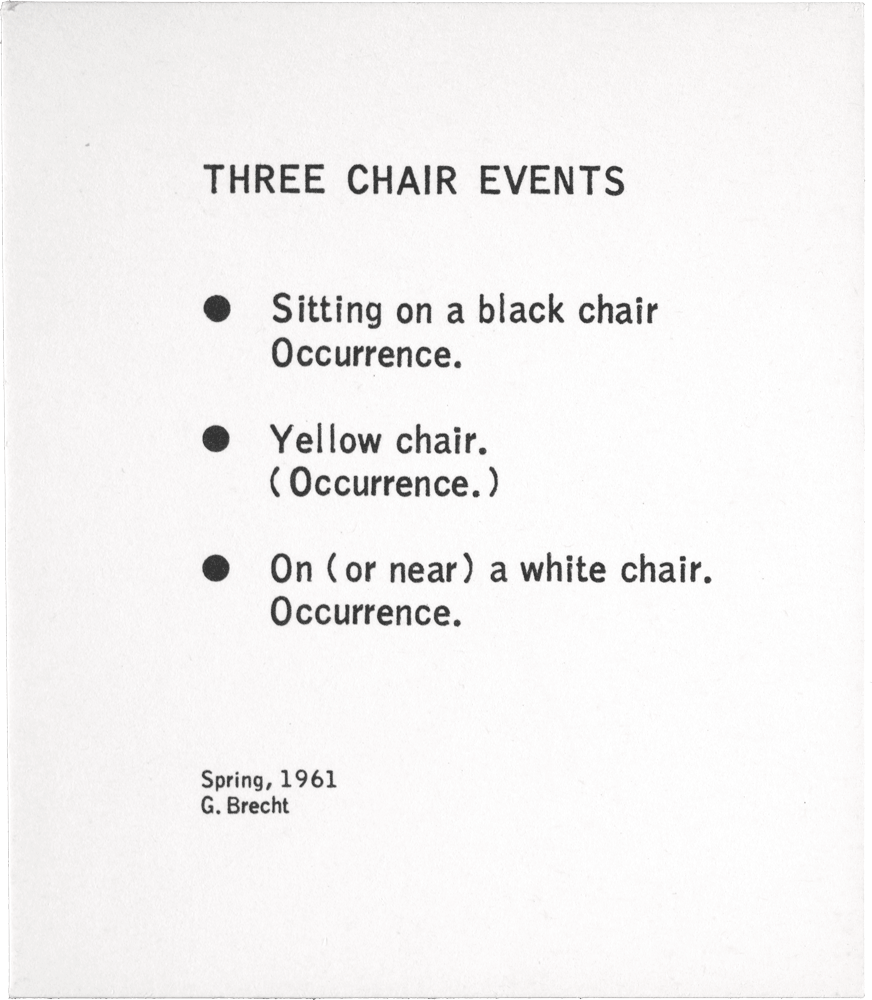 THREE CHAIR EVENTS
● Sitting on a black chair
Occurrence.
● Yellow chair.
(Occurrence.)
● On (or near) a white chair.
Occurrence.
Spring, 1961
G. Brecht